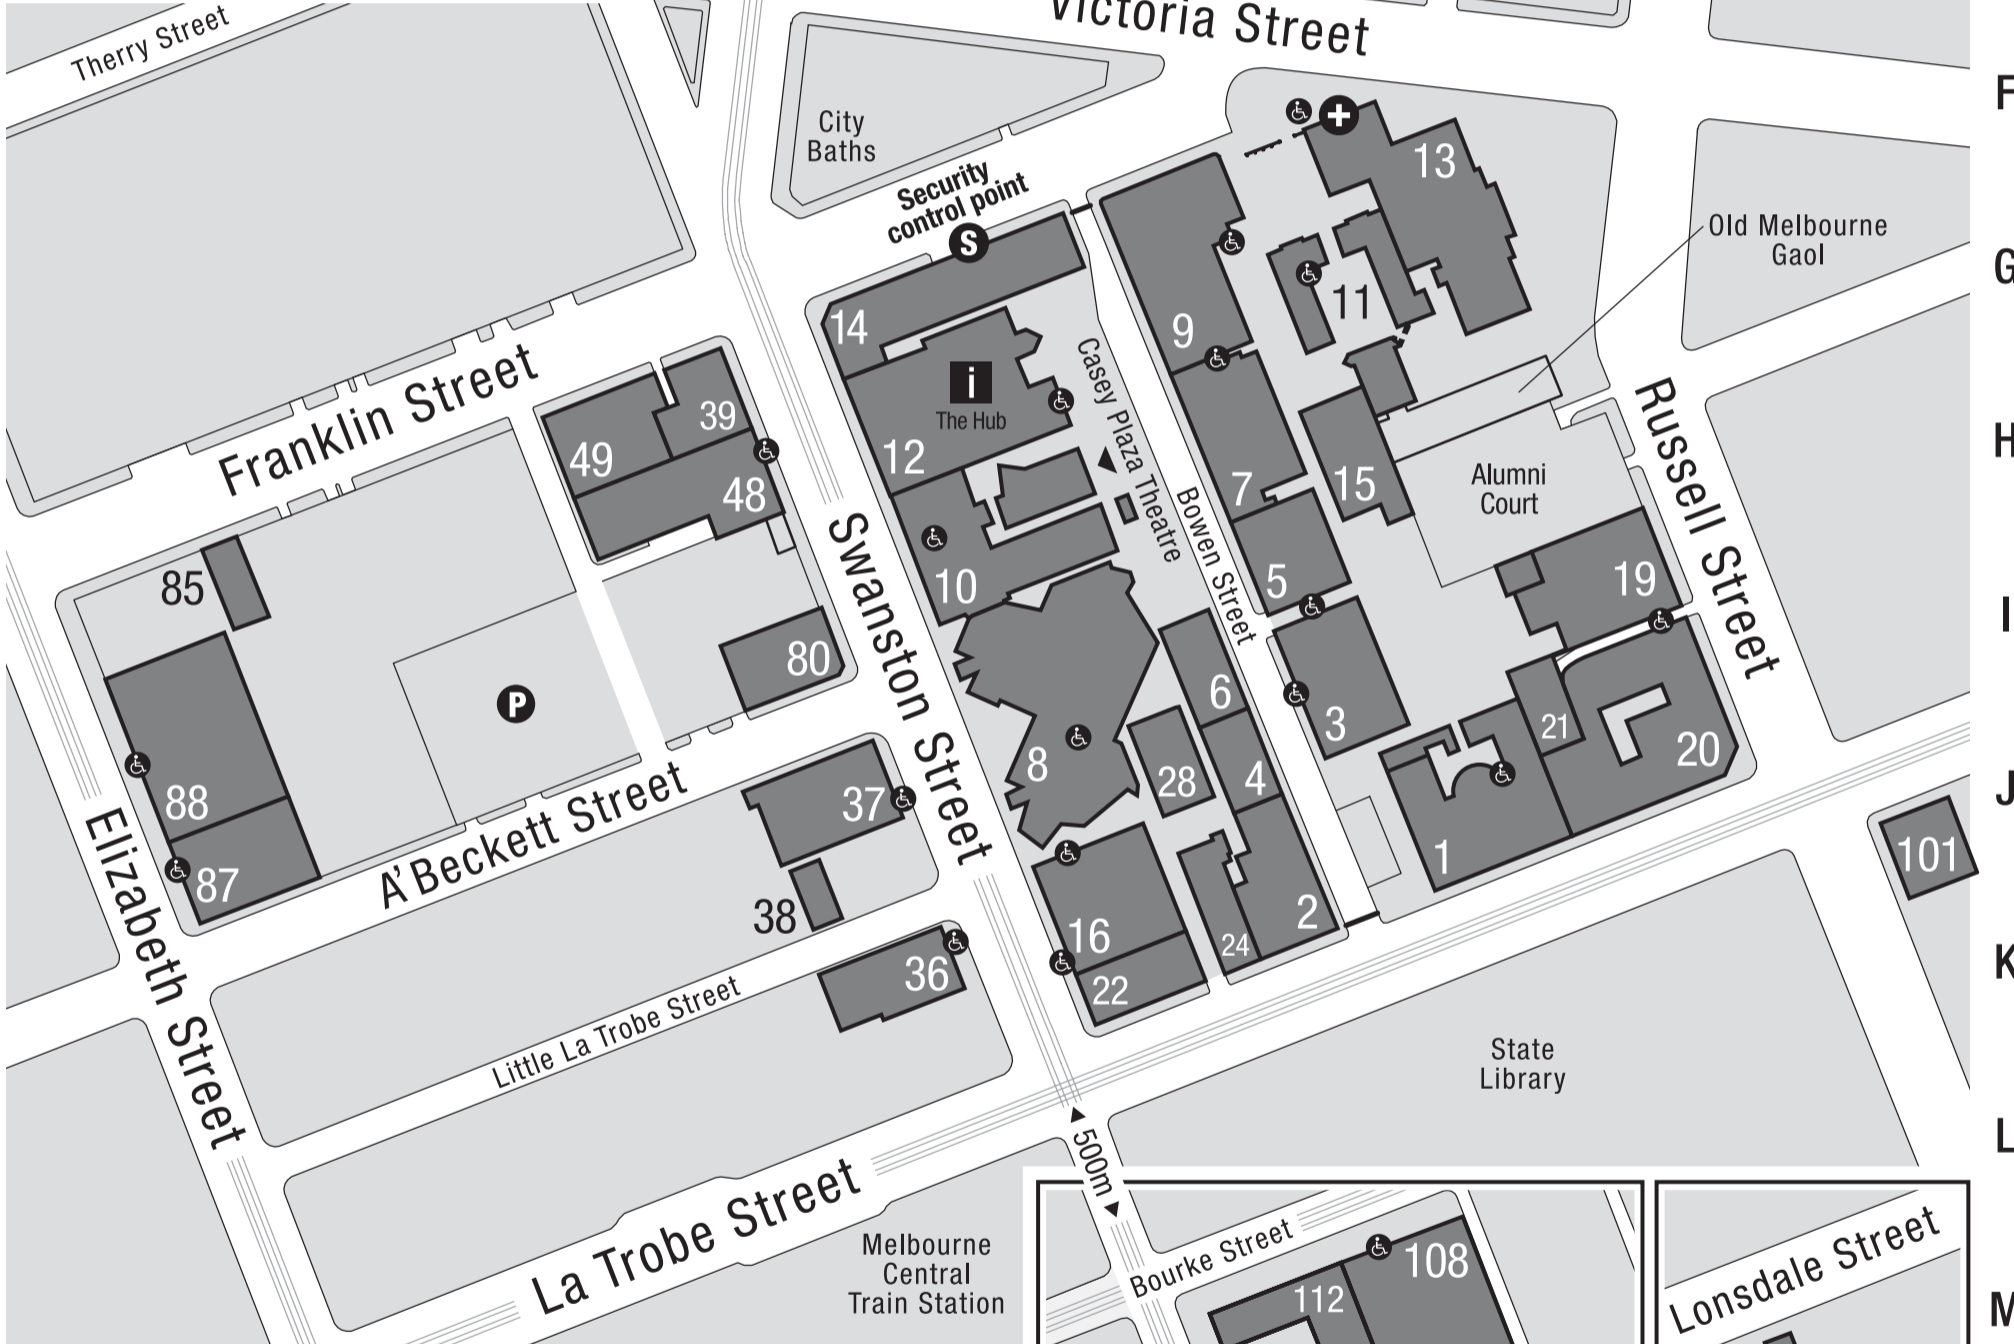 Therry Street
Victoria Street
F
City
Baths
Security
control point
S
13
Old Melbourne
Gaol
G
14
9
11
i
The Hub
12
Casey Plaza Theatre
Franklin Street
39
49
48
H
Russell Street
7
15
Alumni
Court
Bowen Street
Swanston Street
10
5
19
85
80
P
I
6
3
21
20
8
28
4
J
88
87
Elizabeth Street
A'Beckett Street
37
38
1
101
16
2
24
22
36
K
Little La Trobe Street
State
Library
500m
L
La Trobe Street
Melbourne
Central
Train Station
Bourke Street
108
112
Lonsdale Street
M